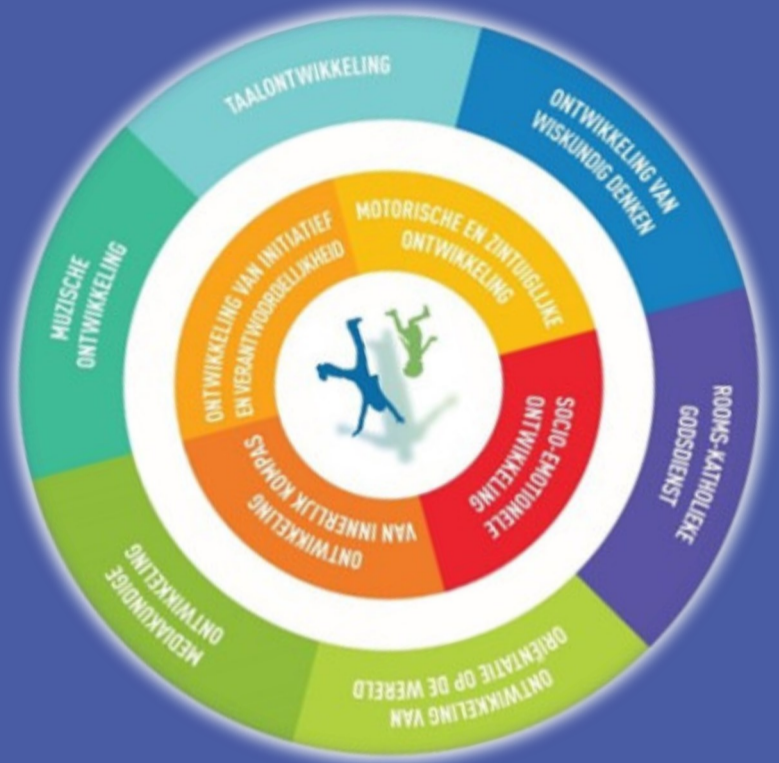 TAALONTWIKKELING
ONTWIKKELING VAN
WISKUNDIG DENKEN
ROOMS-KATHOLIEKE
GODSDIENST
ONTWIKKELING VAN
ORIËNTATIE OP DE WERELD
MEDIAKUNDIGE
ONTWIKKELING
MUZISCHE
ONTWIKKELING
MOTORISCHE EN ZINTUIGLIJKE
ONTWIKKELING
SOCIO-EMOTIONELE
ONTWIKKELING
ONTWIKKELING
VAN INNERLIJK KOMPAS
ONTWIKKELING VAN INITIATIEF
EN VERANTWOORDELIJKHEID